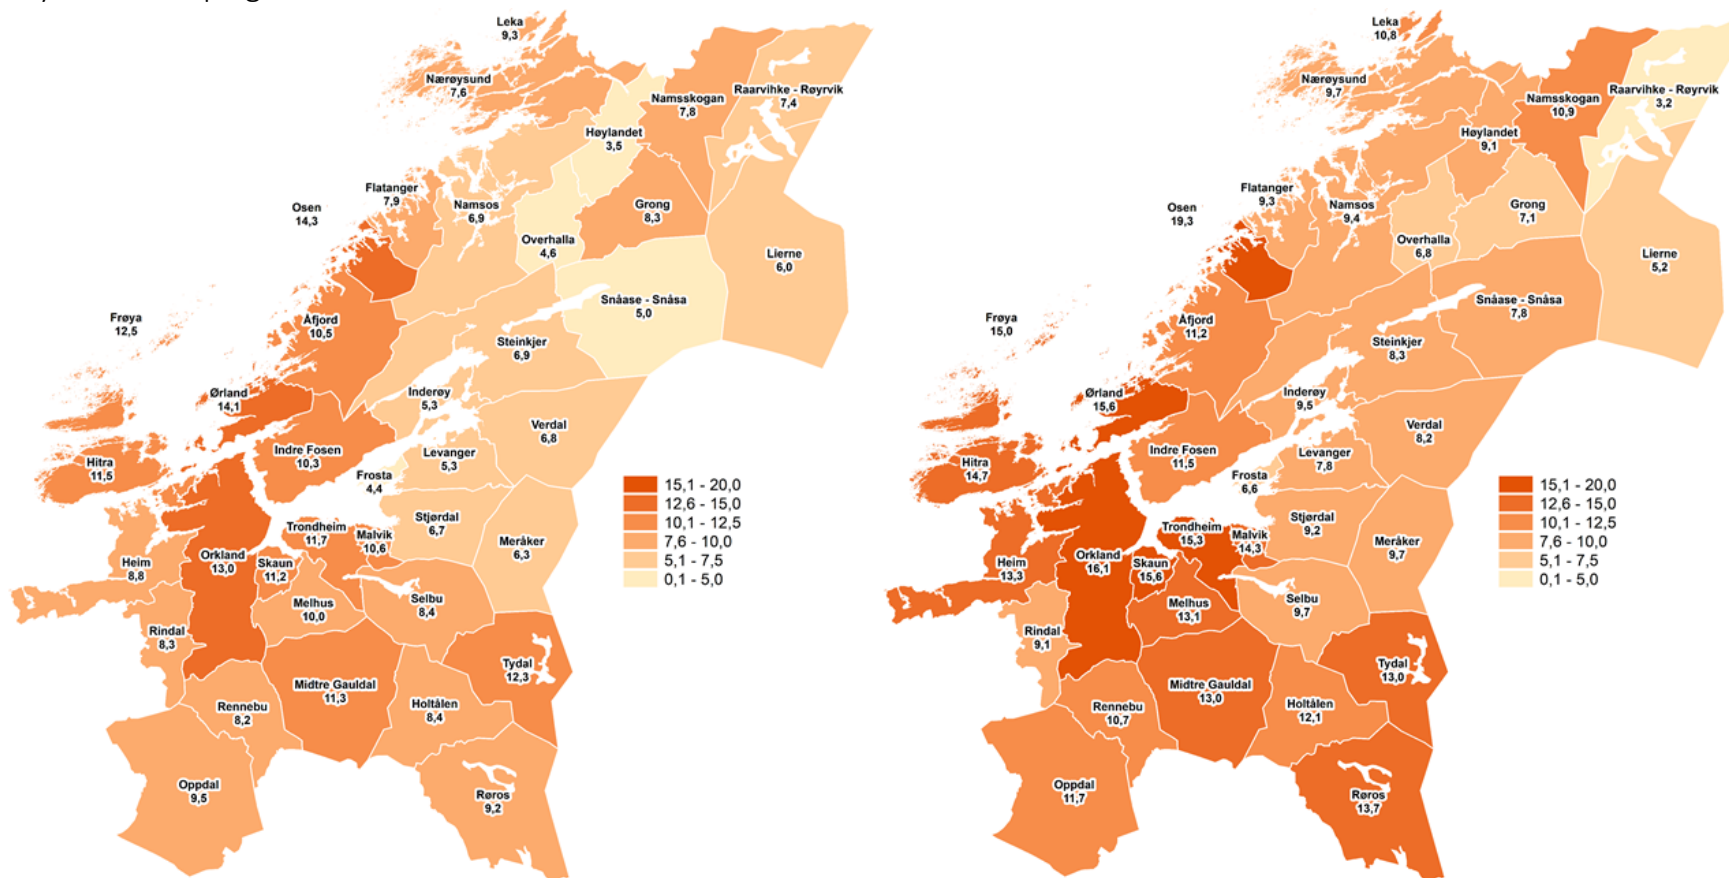 Leka
9,3
Nærøysund
7,6
Namsskogan
7,8
Raarvihke - Røyrvik
7,4
Høylandet
3,5
Flatanger
7,9
Namsos
6,9
Grong
8,3
Osen
14,3
Overhalla
4,6
Lierne
6,0
Snåase - Snåsa
5,0
Frøya
12,5
Åfjord
10,5
Steinkjer
6,9
Ørland
14,1
Inderøy
5,3
Verdal
6,8
Indre Fosen
10,3
Levanger
5,3
Hitra
11,5
Frosta
4,4
Stjørdal
6,7
Trondheim
11,7
Malvik
10,6
Meråker
6,3
Orkland
13,0
Heim
8,8
Skaun
11,2
Melhus
10,0
Selbu
8,4
Rindal
8,3
Tydal
12,3
Midtre Gauldal
11,3
Holtålen
8,4
Rennebu
8,2
Oppdal
9,5
Røros
9,2
15,1 - 20,0
12,6 - 15,0
10,1 - 12,5
7,6 - 10,0
5,1 - 7,5
0,1 - 5,0
Leka
10,8
Nærøysund
9,7
Namsskogan
10,9
Raarvihke - Røyrvik
3,2
Høylandet
9,1
Flatanger
9,3
Namsos
9,4
Grong
7,1
Osen
19,3
Overhalla
6,8
Lierne
5,2
Snåase - Snåsa
7,8
Frøya
15,0
Åfjord
11,2
Steinkjer
8,3
Ørland
15,6
Inderøy
9,5
Verdal
8,2
Indre Fosen
11,5
Levanger
7,8
Hitra
14,7
Frosta
6,6
Stjørdal
9,2
Trondheim
15,3
Malvik
14,3
Meråker
9,7
Orkland
16,1
Heim
13,3
Skaun
15,6
Melhus
13,1
Selbu
9,7
Rindal
9,1
Tydal
13,0
Midtre Gauldal
13,0
Holtålen
12,1
Rennebu
10,7
Oppdal
11,7
Røros
13,7
15,1 - 20,0
12,6 - 15,0
10,1 - 12,5
7,6 - 10,0
5,1 - 7,5
0,1 - 5,0